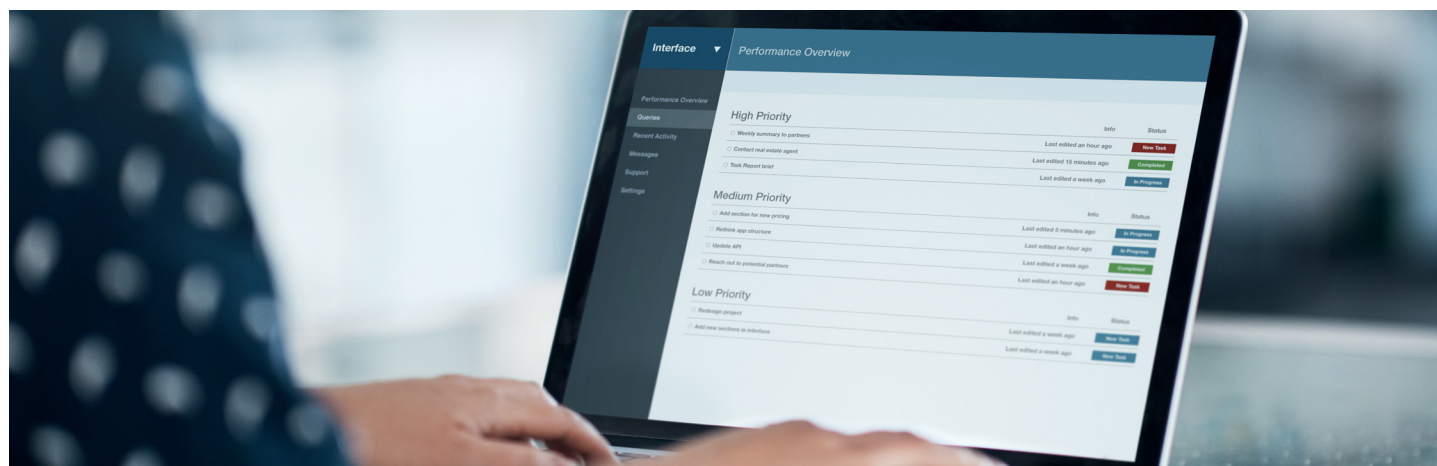 Interface ▼ Performance Overview
Performance Overview
Queries
Recent Activity
Messages
Support
Settings
High Priority Info Status
Weekly summary to partners Last edited an hour ago New Task
Contact real estate agent Last edited 15 minutes ago Completed
Task Report brief Last edited a week ago In Progress
Medium Priority Info Status
Add section for new pricing Last edited 5 minutes ago In Progress
Rethink app structure Last edited an hour ago In Progress
Update API Last edited a week ago Completed
Reach out to potential partners Last edited an hour ago New Task
Low Priority Info Status
Redesign project Last edited a week ago New Task
Add new sections in interface Last edited a week ago New Task